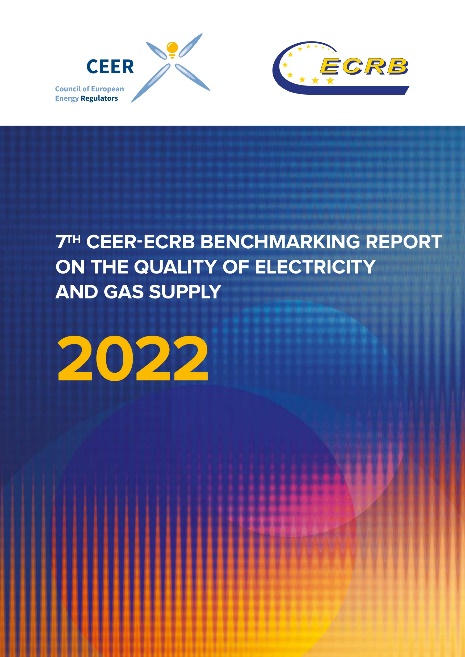 CEER
Council of European
Energy Regulators
ECRB
7TH CEER-ECRB BENCHMARKING REPORT
ON THE QUALITY OF ELECTRICITY
AND GAS SUPPLY
2022